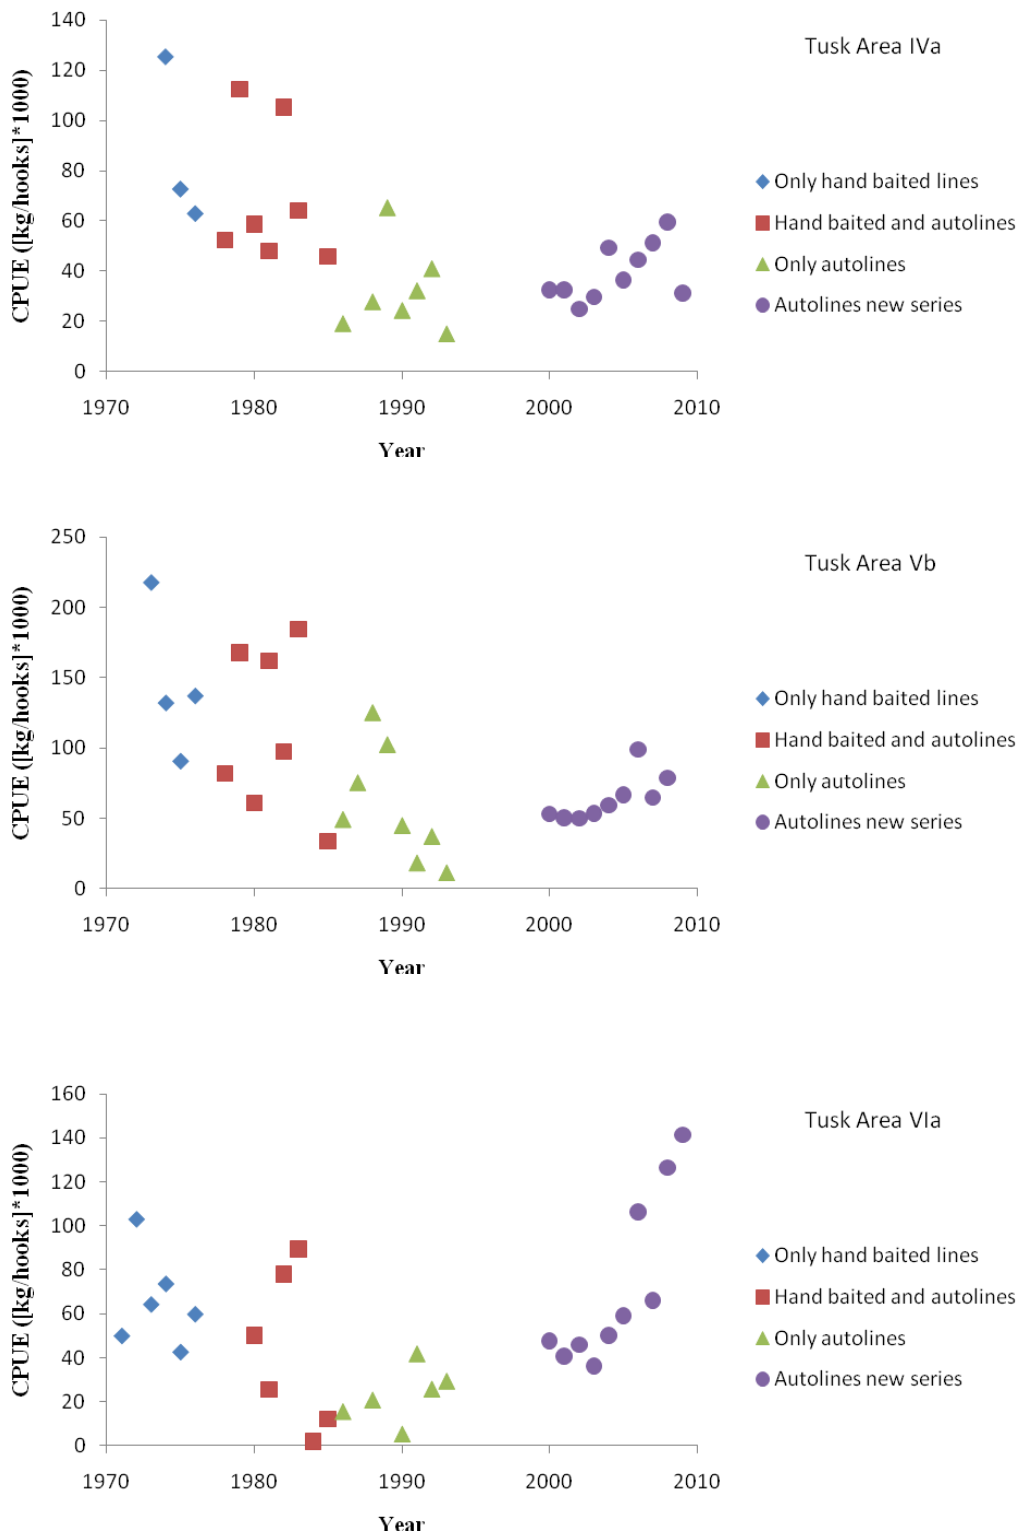 Tusk Area IVa
CPUE ([kg/hooks]*1000)
140
120
100
80
60
40
20
0
1970 1980 1990 2000 2010
Year
Only hand baited lines
Hand baited and autolines
Only autolines
Autolines new series
Tusk Area Vb
CPUE ([kg/hooks]*1000)
250
200
150
100
50
0
1970 1980 1990 2000 2010
Year
Only hand baited lines
Hand baited and autolines
Only autolines
Autolines new series
Tusk Area VIa
CPUE ([kg/hooks]*1000)
160
140
120
100
80
60
40
20
0
1970 1980 1990 2000 2010
Year
Only hand baited lines
Hand baited and autolines
Only autolines
Autolines new series